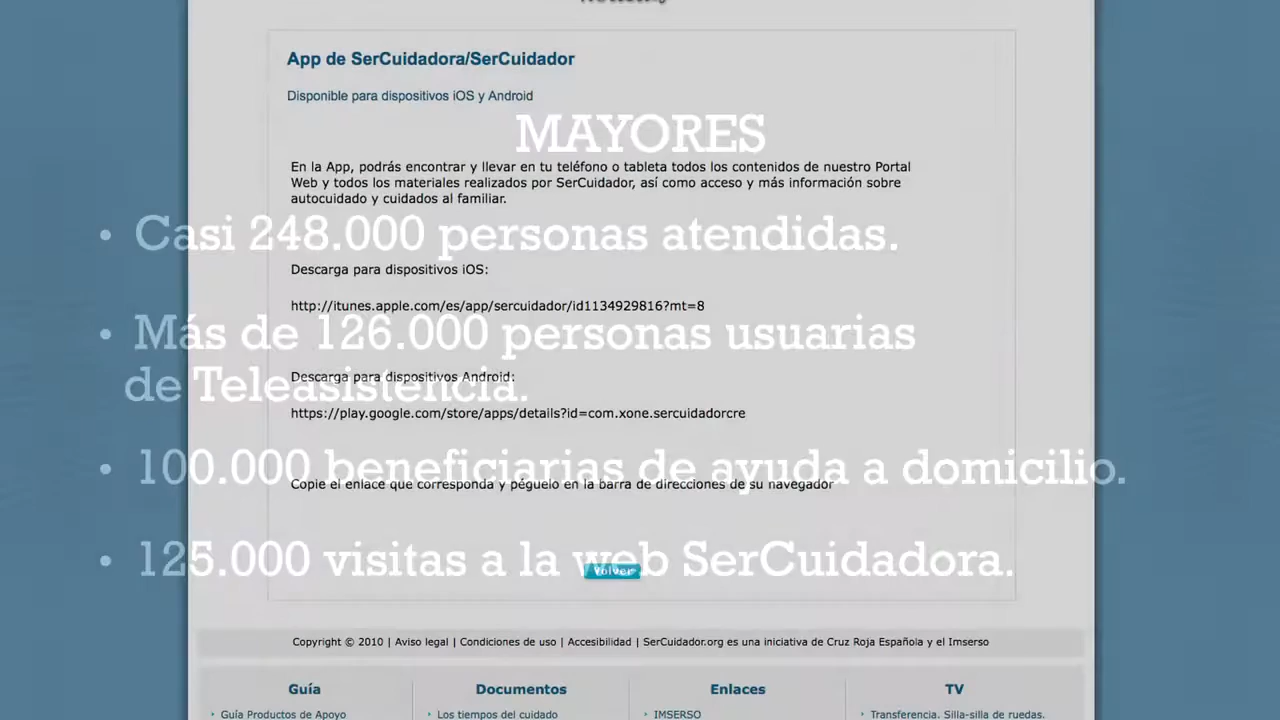 App de SerCuidadora/SerCuidador
Disponible para dispositivos iOS y Android
MAYORES
En la App, podrás encontrar y llevar en tu teléfono o tableta todos los contenidos de nuestro Portal
Web y todos los materiales realizados por SerCuidador, así como acceso y más información sobre
autocuidado y cuidados al familiar.
• Casi 248.000 personas atendidas.
Descarga para dispositivos iOS:
http://itunes.apple.com/es/app/sercuidador/id1134929816?mt=8
• Más de 126.000 personas usuarias
de Teleasistencia.
Descarga para dispositivos Android:
https://play.google.com/store/apps/details?id=com.xone.sercuidadorcre
• 100.000 beneficiarias de ayuda a domicilio.
Copie el enlace que corresponda y péguelo en la barra de direcciones de su navegador
• 125.000 visitas a la web SerCuidadora.
Volver
Copyright © 2010 | Aviso legal | Condiciones de uso | Accesibilidad | SerCuidador.org es una iniciativa de Cruz Roja Española y el Imserso
Guía
Documentos
Enlaces
TV
Guía Productos de Apoyo
Los tiempos del cuidado
IMSERSO
Transferencia. Silla-silla de ruedas.